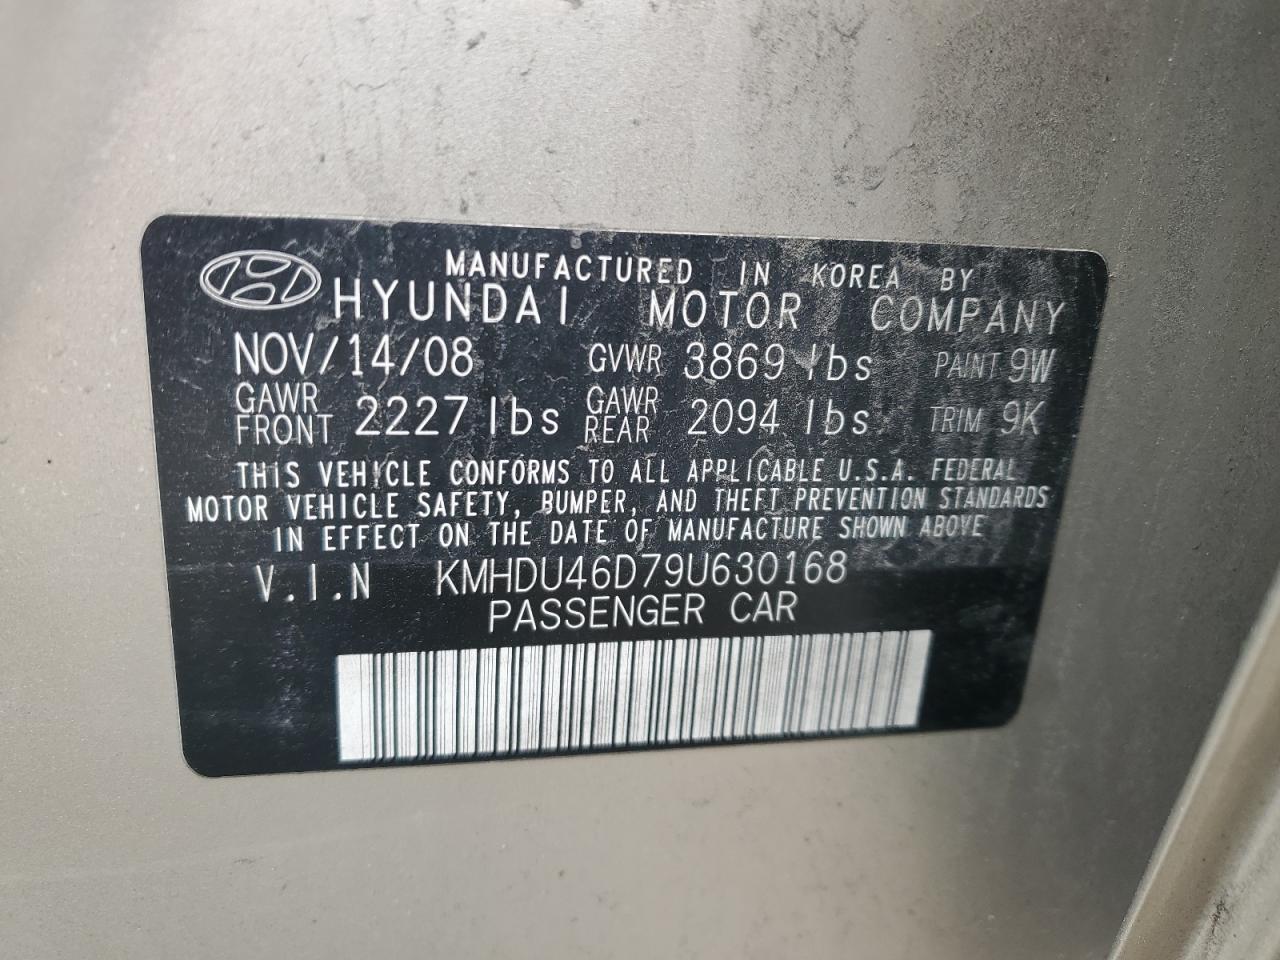 MANUFACTURED IN KOREA BY
HYUNDAI MOTOR COMPANY
NOV/14/08 GVWR 3869 lbs PAINT 9W
GAWR FRONT 2227 lbs GAWR REAR 2094 lbs. TRIM 9K
THIS VEHICLE CONFORMS TO ALL APPLICABLE U.S.A. FEDERAL
MOTOR VEHICLE SAFETY, BUMPER, AND THEFT PREVENTION STANDARDS
IN EFFECT ON THE DATE OF MANUFACTURE SHOWN ABOVE
V.I.N KMHDU46D79U630168
PASSENGER CAR